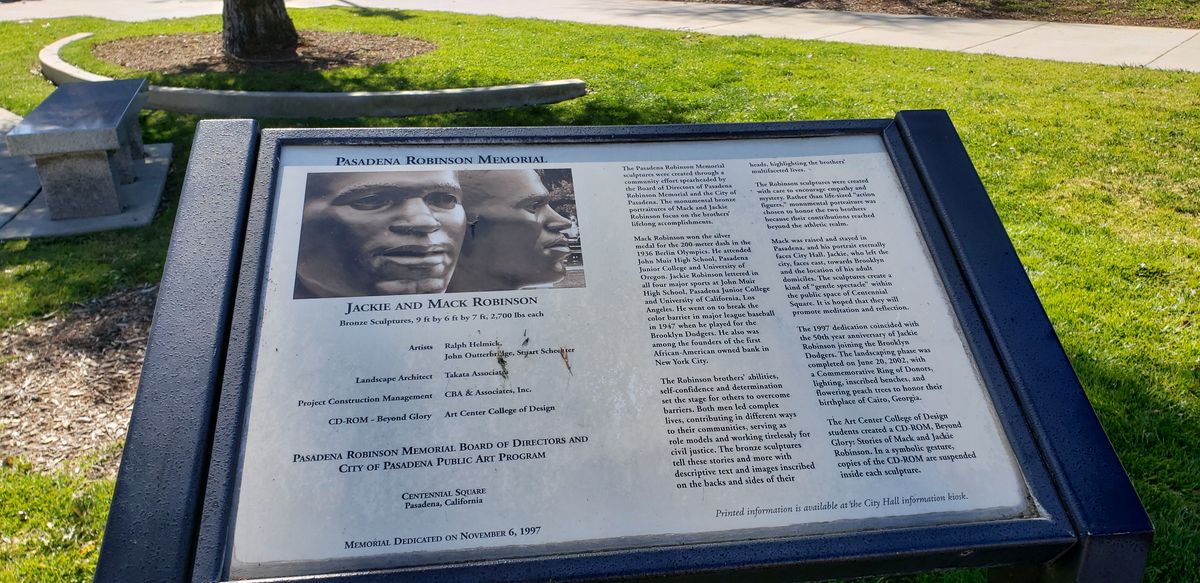 PASADENA ROBINSON MEMORIAL
JACKIE AND MACK ROBINSON
Bronze Sculptures, 9 ft by 6 ft by 7 ft, 2,700 lbs each
Artists Ralph Helmick,
John Outterbridge, Stuart Schechter
Landscape Architect Takata Associates
Project Construction Management CBA & Associates, Inc.
CD-ROM - Beyond Glory Art Center College of Design
PASADENA ROBINSON MEMORIAL BOARD OF DIRECTORS AND
CITY OF PASADENA PUBLIC ART PROGRAM
CENTENNIAL SQUARE
Pasadena, California
MEMORIAL DEDICATED ON NOVEMBER 6, 1997
The Pasadena Robinson Memorial
sculptures were created through a
community effort spearheaded by
the Board of Directors of Pasadena
Robinson Memorial and the City of
Pasadena. The monumental bronze
portraitures of Mack and Jackie
Robinson focus on the brothers'
lifelong accomplishments.
Mack Robinson won the silver
medal for the 200-meter dash in the
1936 Berlin Olympics. He attended
John Muir High School, Pasadena
Junior College and University of
Oregon. Jackie Robinson lettered in
all four major sports at John Muir
High School, Pasadena Junior College
and University of California, Los
Angeles. He went on to break the
color barrier in major league baseball
in 1947 when he played for the
Brooklyn Dodgers. He also was
among the founders of the first
African-American owned bank in
New York City.
The Robinson brothers' abilities,
self-confidence and determination
set the stage for others to overcome
barriers. Both men led complex
lives, contributing in different ways
to their communities, serving as
role models and working tirelessly for
civil justice. The bronze sculptures
tell these stories and more with
descriptive text and images inscribed
on the backs and sides of their
heads, highlighting the brothers'
multifaceted lives.
The Robinson sculptures were created
with care to encourage empathy and
mystery. Rather than life-sized "action
figures," monumental portraiture was
chosen to honor the two brothers
because their contributions reached
beyond the athletic realm.
Mack was raised and stayed in
Pasadena, and his portrait eternally
faces City Hall. Jackie, who left the
city, faces east, towards Brooklyn
and the location of his adult
domiciles. The sculptures create a
kind of "gentle spectacle" within
the public space of Centennial
Square. It is hoped that they will
promote meditation and reflection.
The 1997 dedication coincided with
the 50th year anniversary of Jackie
Robinson joining the Brooklyn
Dodgers. The landscaping phase was
completed on June 20, 2002, with
a Commemorative Ring of Donors,
lighting, inscribed benches, and
flowering peach trees to honor their
birthplace of Cairo, Georgia.
The Art Center College of Design
students created a CD-ROM, Beyond
Glory: Stories of Mack and Jackie
Robinson. In a symbolic gesture,
copies of the CD-ROM are suspended
inside each sculpture.
Printed information is available at the City Hall information kiosk.